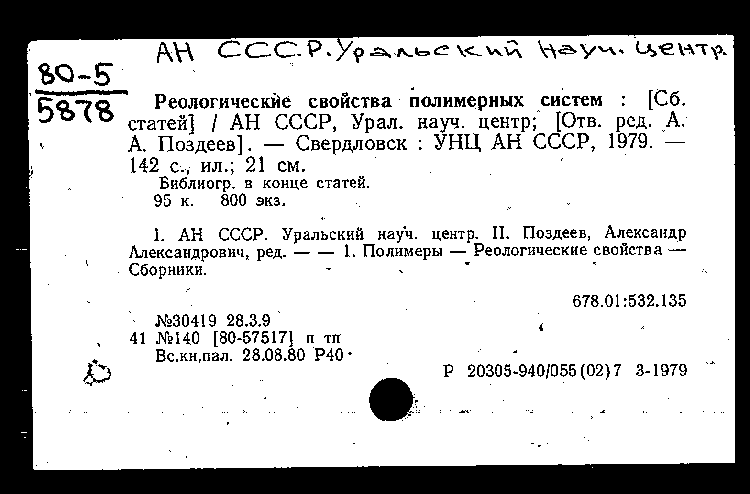 АН СССР. Уральский науч. центр
80-5
5878
Реологические свойства полимерных систем : [Сб.
статей] / АН СССР, Урал. науч. центр; [Отв. ред. А.
А. Поздеев]. — Свердловск : УНЦ АН СССР, 1979. —
142 с., ил.; 21 см.
Библиогр. в конце статей.
95 к. 800 экз.
1. АН СССР. Уральский науч. центр. II. Поздеев, Александр
Александрович, ред. — — 1. Полимеры — Реологические свойства —
Сборники.
678.01:532.135
№30419 28.3.9
41 №140 [80-57517] п тп
Вс.кн.пал. 28.08.80 Р40
Р 20305-940/055(02)7 3-1979